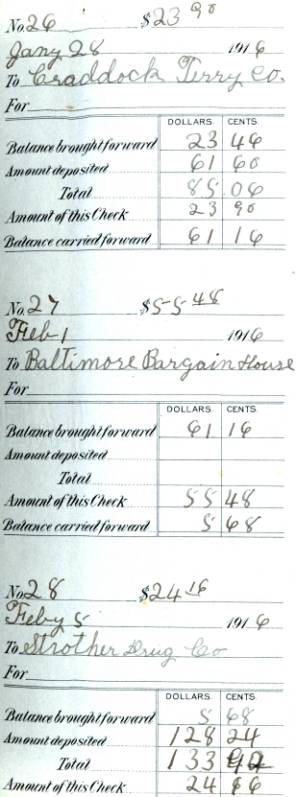 No. 26 $23 90
Jany 28 1916
To Craddock Terry Co.
For
DOLLARS CENTS
Balance brought forward 23 46
Amount deposited 61 60
Total 85.06
Amount of this Check 23 90
Balance carried forward 61 16
No. 27 $55 48
Feb 1 1916
To Baltimore Bargain House
For
DOLLARS CENTS
Balance brought forward 61 16
Amount deposited
Total
Amount of this Check 55 48
Balance carried forward 5 68
No. 28 $24 16
Feby 5 1916
To Strother Drug Co
For
DOLLARS CENTS
Balance brought forward 5 68
Amount deposited 128 24
Total 133 92
Amount of this Check 24 16